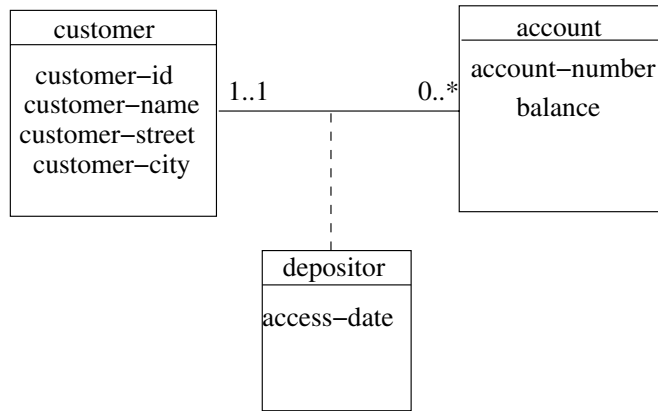 customer
customer–id
customer–name
customer–street
customer–city
1..1
0..*
account
account–number
balance
depositor
access–date